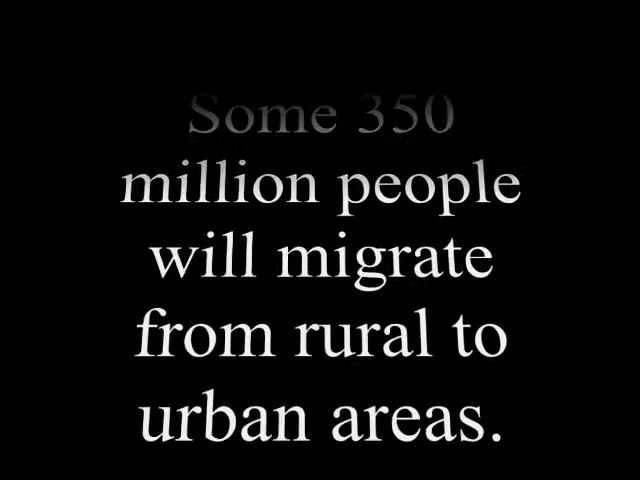 Some 350
million people
will migrate
from rural to
urban areas.